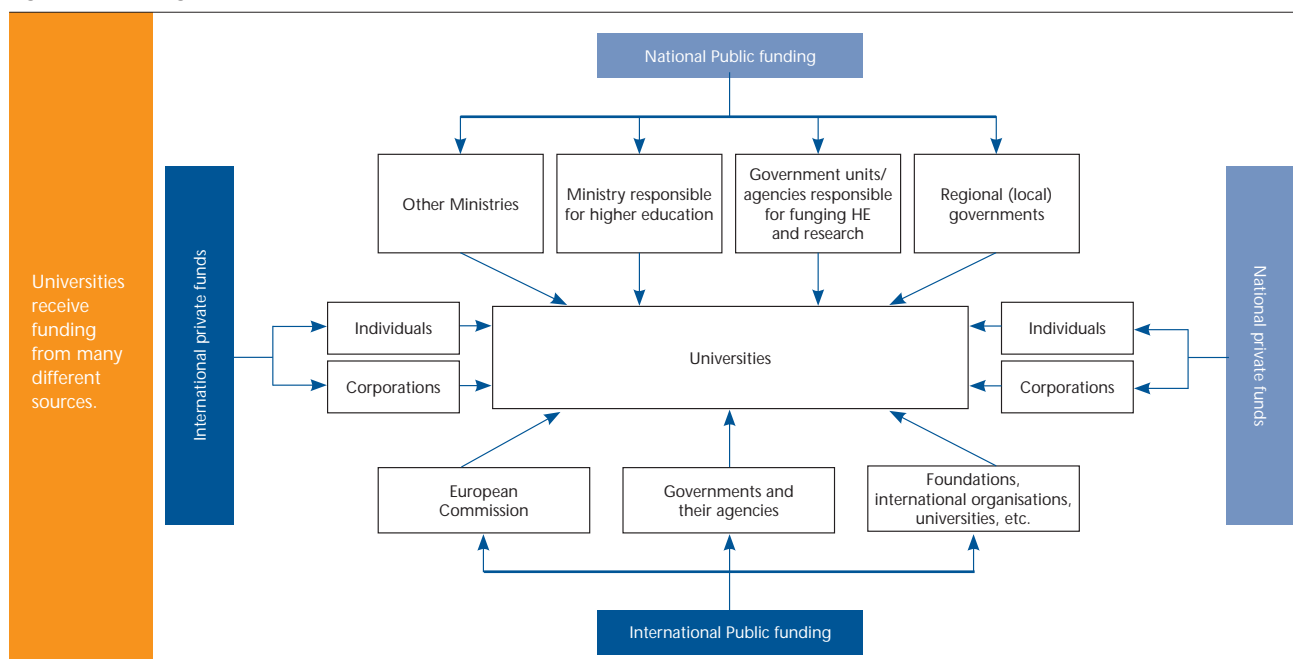 National Public funding
Other Ministries
Ministry responsible
for higher education
Government units/
agencies responsible
for funging HE
and research
Regional (local)
governments
Universities
receive
funding
from many
different
sources.
International private funds
Individuals
Corporations
Universities
Individuals
Corporations
National private funds
European
Commission
Governments and
their agencies
Foundations,
international organisations,
universities, etc.
International Public funding